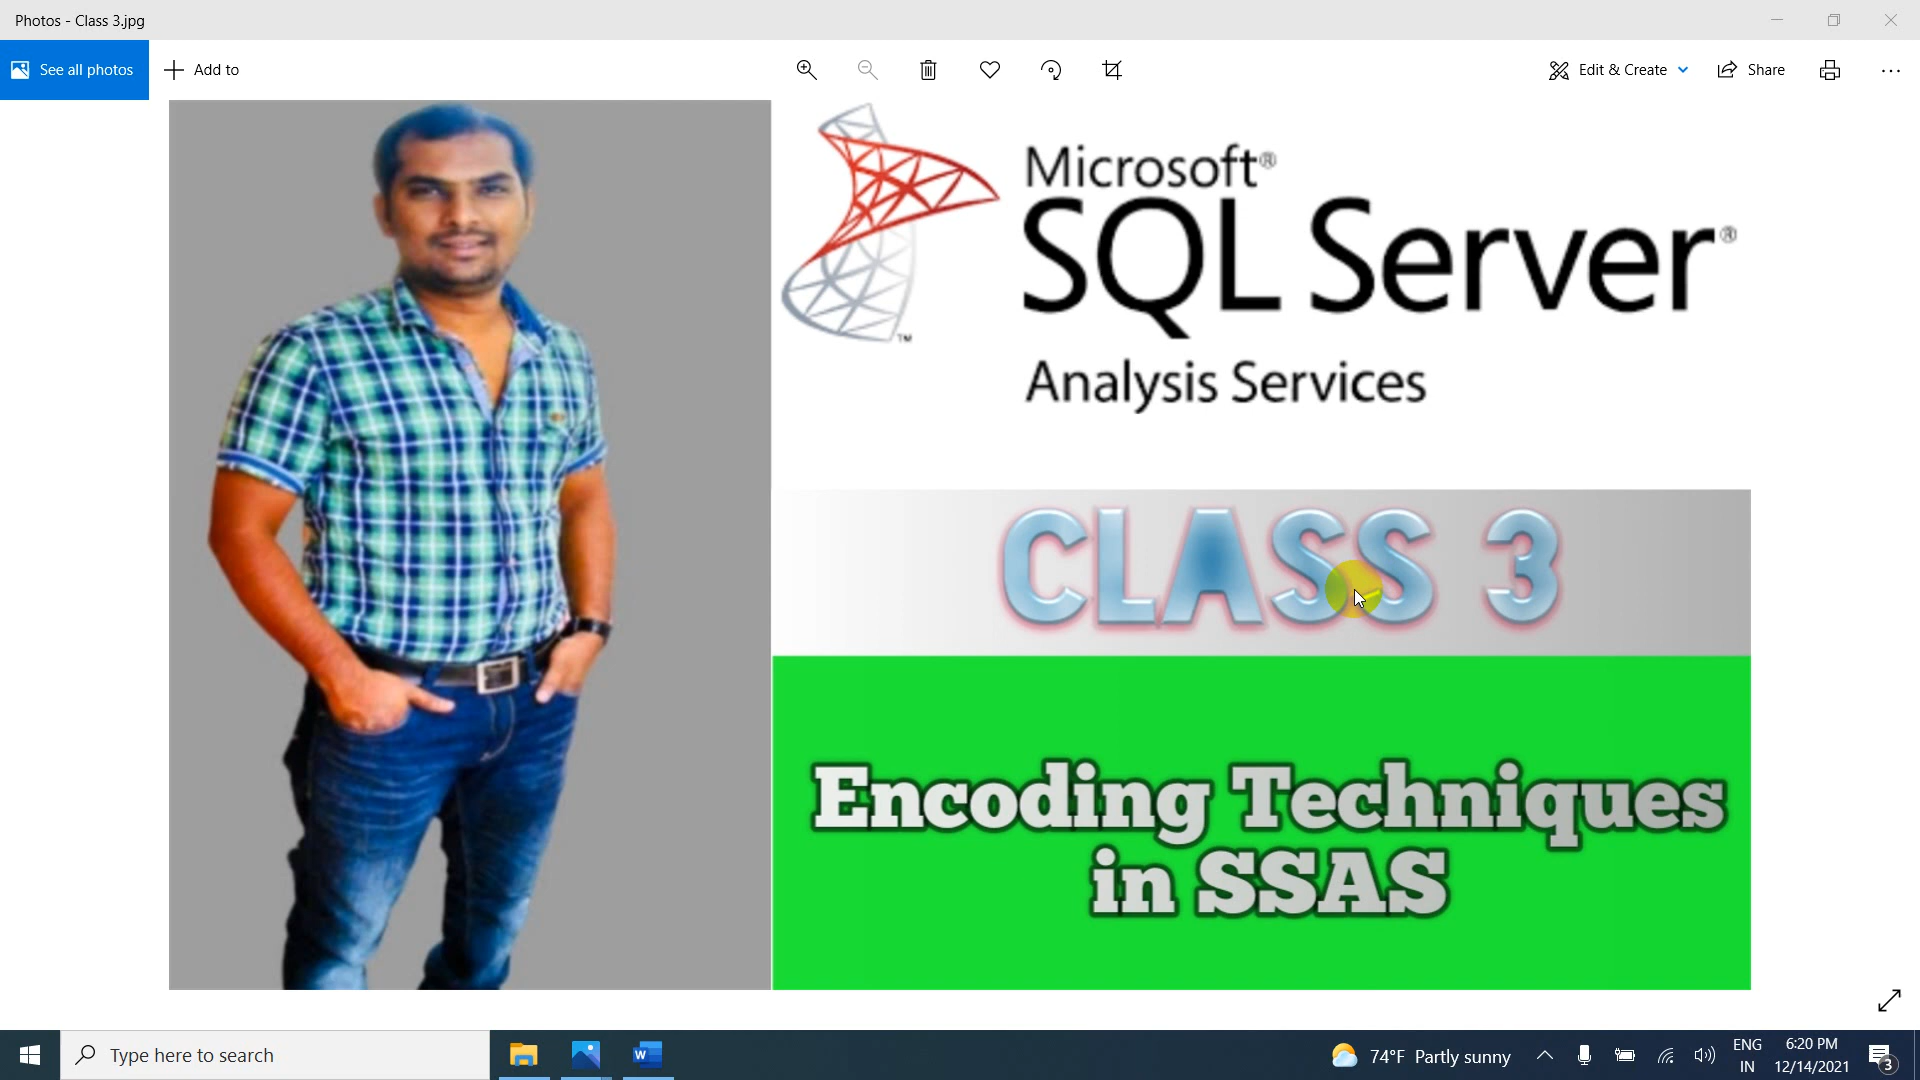 Photos - Class 3.jpg
See all photos
Add to
Edit & Create
Share
Microsoft®
SQL Server®
TM
Analysis Services
CLASS 3
Encoding Techniques
in SSAS
Type here to search
74°F Partly sunny
ENG
IN
6:20 PM
12/14/2021
3